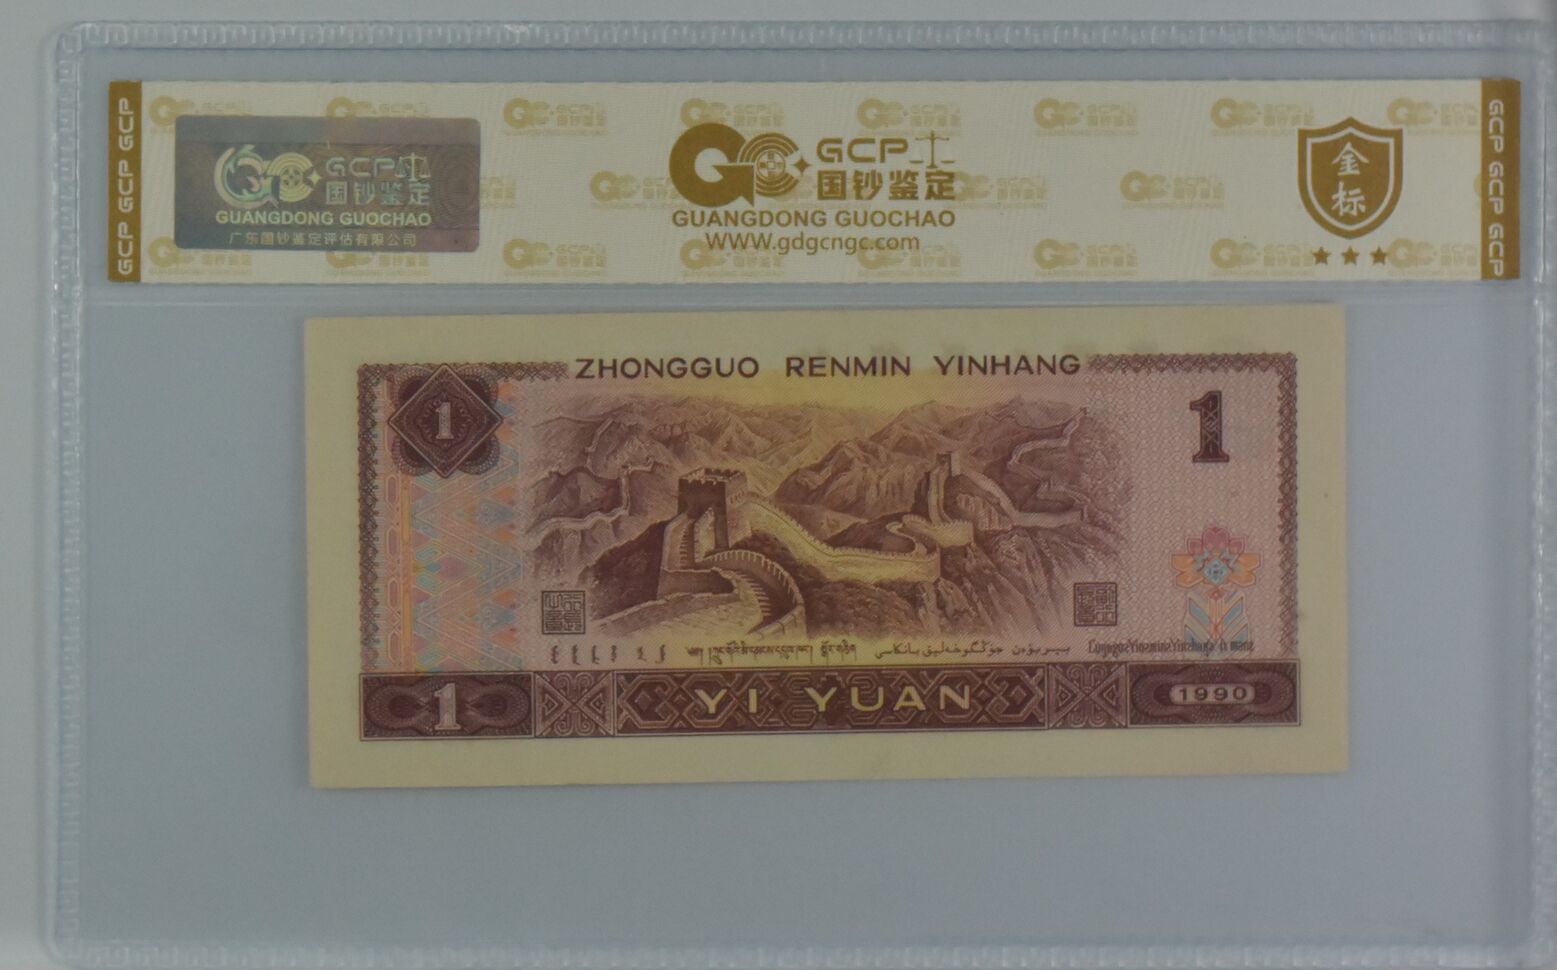 GCP GCP GCP
GCP
国钞鉴定
GUANGDONG GUOCHAO
广东国钞鉴定评估有限公司
GCP
国钞鉴定
GUANGDONG GUOCHAO
WWW.gdgcngc.com
金标
GCP GCP GCP
ZHONGGUO RENMIN YINHANG
1
1
1
YI YUAN
1990